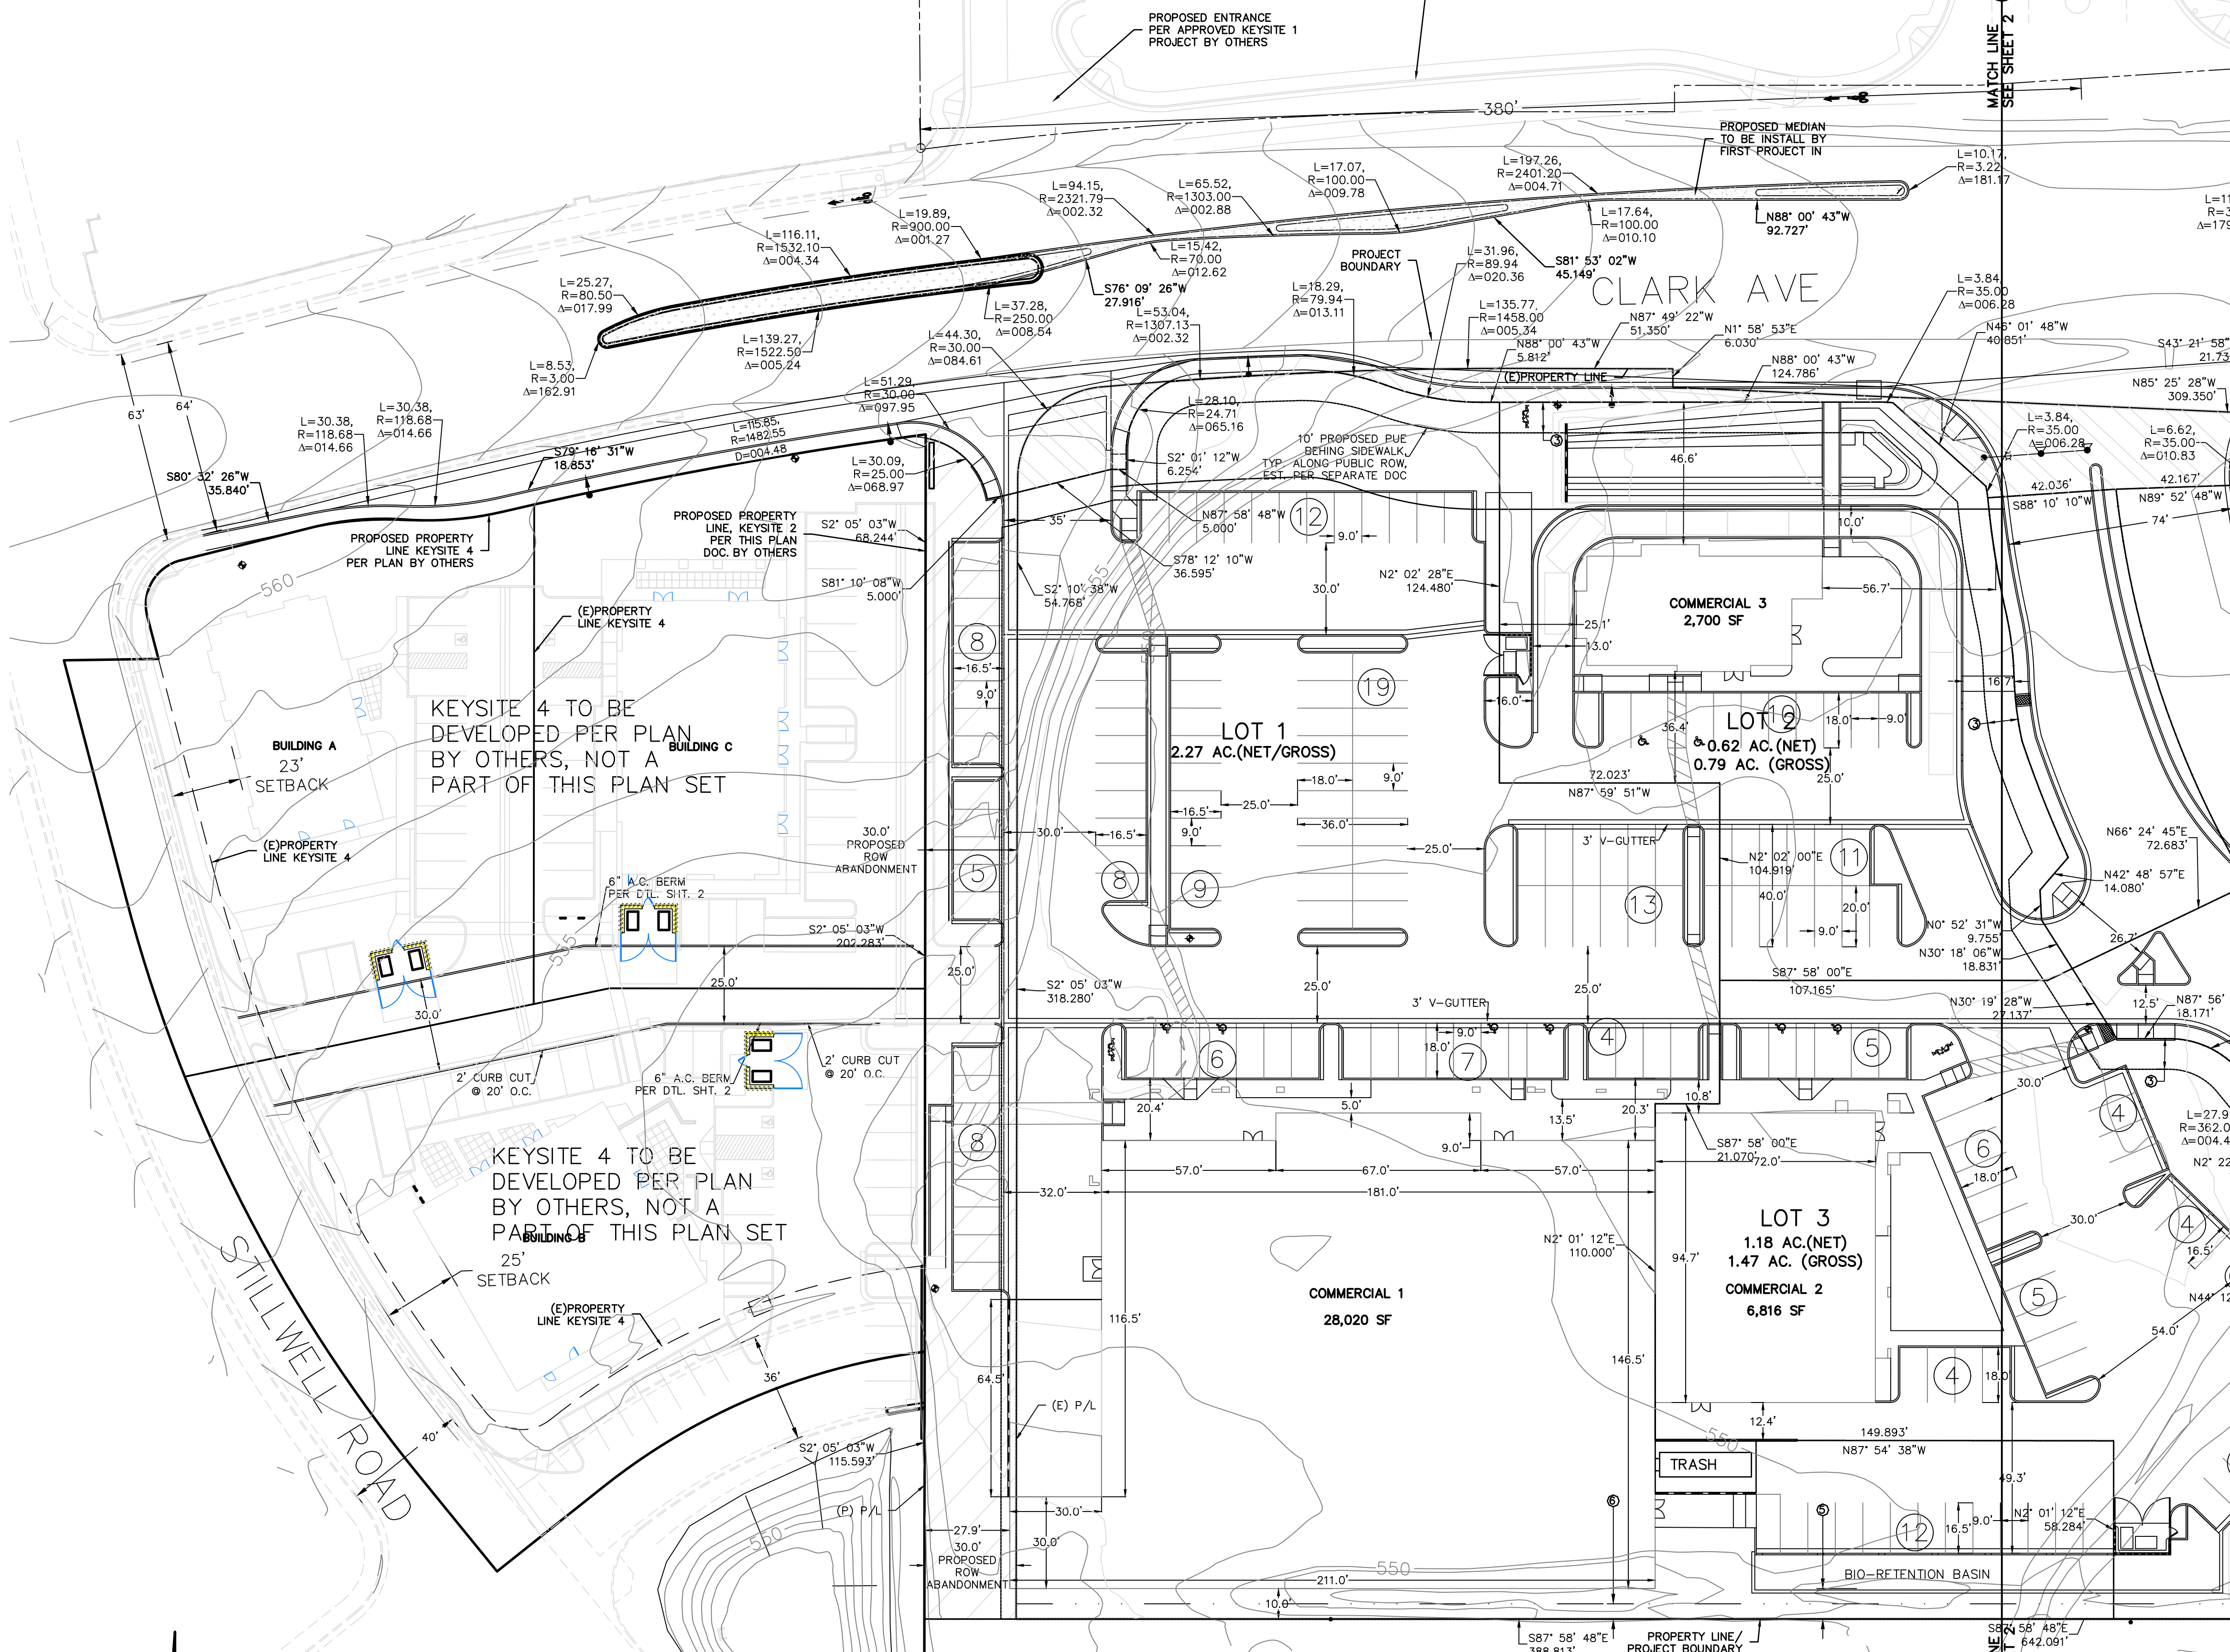 PROPOSED ENTRANCE
PER APPROVED KEYSITE 1
PROJECT BY OTHERS
MATCH LINE
SEE SHEET 2
380'
PROPOSED MEDIAN
TO BE INSTALL BY
FIRST PROJECT IN
L=10.17,
R=3.22
Δ=181.17
L=197.26,
R=2401.20
Δ=004.71
L=17.07,
R=100.00
Δ=009.78
L=65.52,
R=1303.00
Δ=002.88
L=94.15,
R=2321.79
Δ=002.32
L=19.89,
R=900.00
Δ=001.27
L=116.11,
R=1532.10
Δ=004.34
L=25.27,
R=80.50
Δ=017.99
L=17.64,
R=100.00
Δ=010.10
N88° 00' 43"W
92.727'
L=15.42,
R=70.00
Δ=012.62
S76° 09' 26"W
27.916'
PROJECT
BOUNDARY
L=31.96,
R=89.94
Δ=020.36
S81° 53' 02"W
45.149'
CLARK AVE
L=3.84,
R=35.00
Δ=006.28
L=37.28,
R=250.00
Δ=008.54
L=53.04,
R=1307.13
Δ=002.32
L=18.29,
R=79.94
Δ=013.11
L=135.77,
R=1458.00
Δ=005.34
N87° 49' 22"W
51.350'
N1° 58' 53"E
6.030'
N46° 01' 48"W
40.851'
S43° 21' 58"
21.73
L=139.27,
R=1522.50
Δ=005.24
L=44.30,
R=30.00
Δ=084.61
N88° 00' 43"W
5.812'
N88° 00' 43"W
124.786'
(E)PROPERTY LINE
L=8.53,
R=3.00
Δ=162.91
L=51.29,
R=30.00
Δ=097.95
N85° 25' 28"W
309.350'
63'
64'
L=30.38,
R=118.68
Δ=014.66
L=30.38,
R=118.68
Δ=014.66
L=115.85,
R=1482.55
D=004.48
L=28.10,
R=24.71
Δ=065.16
L=3.84,
R=35.00
Δ=006.28
L=6.62,
R=35.00
Δ=010.83
S79° 16' 31"W
18.853'
S80° 32' 26"W
35.840'
L=30.09,
R=25.00
Δ=068.97
S2° 01' 12"W
6.254'
10' PROPOSED PUE
BEHING SIDEWALK,
TYP. ALONG PUBLIC ROW,
EST. PER SEPARATE DOC
46.6'
42.036'
S88° 10' 10"W
42.167'
N89° 52' 48"W
74'
PROPOSED PROPERTY
LINE KEYSITE 4
PER PLAN BY OTHERS
PROPOSED PROPERTY
LINE, KEYSITE 2
PER THIS PLAN
DOC. BY OTHERS
S2° 05' 03"W
68.244'
35'
N87° 58' 48"W
5.000'
12
9.0'
10.0'
S81° 10' 08"W
5.000'
S2° 10' 38"W
54.768'
555
S78° 12' 10"W
36.595'
30.0'
N2° 02' 28"E
124.480'
560
(E)PROPERTY
LINE KEYSITE 4
COMMERCIAL 3
2,700 SF
56.7'
25.1'
13.0'
8
16.5'
9.0'
19
16.0'
16.7'
KEYSITE 4 TO BE
DEVELOPED PER PLAN
BY OTHERS, NOT A
PART OF THIS PLAN SET
BUILDING A
23'
SETBACK
BUILDING C
LOT 1
2.27 AC.(NET/GROSS)
36.4'
LOT 2
10
0.62 AC.(NET)
0.79 AC. (GROSS)
18.0'
9.0'
3
18.0'
9.0'
72.023'
N87° 59' 51"W
25.0'
16.5'
25.0'
9.0'
36.0'
(E)PROPERTY
LINE KEYSITE 4
30.0'
PROPOSED
ROW
ABANDONMENT
30.0'
16.5'
25.0'
3' V-GUTTER
N66° 24' 45"E
72.683'
5
8
9
N2° 02' 00"E
104.919'
11
N42° 48' 57"E
14.080'
6" A.C. BERM
PER DTL. SHT. 2
13
40.0'
20.0'
9.0'
555
S2° 05' 03"W
202.283'
N0° 52' 31"W
9.755'
N30° 18' 06"W
18.831'
26.7'
25.0'
25.0'
S2° 05' 03"W
318.280'
25.0'
25.0'
S87° 58' 00"E
107.165'
30.0'
3' V-GUTTER
N30° 19' 28"W
27.137'
12.5'
N87° 56'
18.171'
2' CURB CUT
@ 20' O.C.
6" A.C. BERM
PER DTL. SHT. 2
2' CURB CUT
@ 20' O.C.
6
9.0'
18.0'
7
4
5
3
30.0'
20.4'
5.0'
13.5'
20.3'
10.8'
4
L=27.9
R=362.0
Δ=004.4
8
9.0'
S87° 58' 00"E
21.070'
72.0'
6
N2° 22
57.0'
67.0'
57.0'
18.0'
32.0'
181.0'
KEYSITE 4 TO BE
DEVELOPED PER PLAN
BY OTHERS, NOT A
PART OF THIS PLAN SET
BUILDING B
25'
SETBACK
LOT 3
1.18 AC.(NET)
1.47 AC. (GROSS)
30.0'
4
16.5'
N2° 01' 12"E
110.000'
94.7'
STILLWELL ROAD
(E)PROPERTY
LINE KEYSITE 4
COMMERCIAL 1
28,020 SF
COMMERCIAL 2
6,816 SF
5
N44° 12
54.0'
116.5'
146.5'
64.5'
36'
4
18.0'
(E) P/L
40'
12.4'
149.893'
N87° 54' 38"W
S2° 05' 03"W
115.593'
550
TRASH
49.3'
(P) P/L
6
5
30.0'
16.5'
9.0'
N2° 01' 12"E
58.284'
12
550
27.9'
30.0'
PROPOSED
ROW
ABANDONMENT
30.0'
550
211.0'
BIO-RETENTION BASIN
10.0'
S87° 58' 48"E
388.813'
PROPERTY LINE/
PROJECT BOUNDARY
S87° 58' 48"E
642.091'